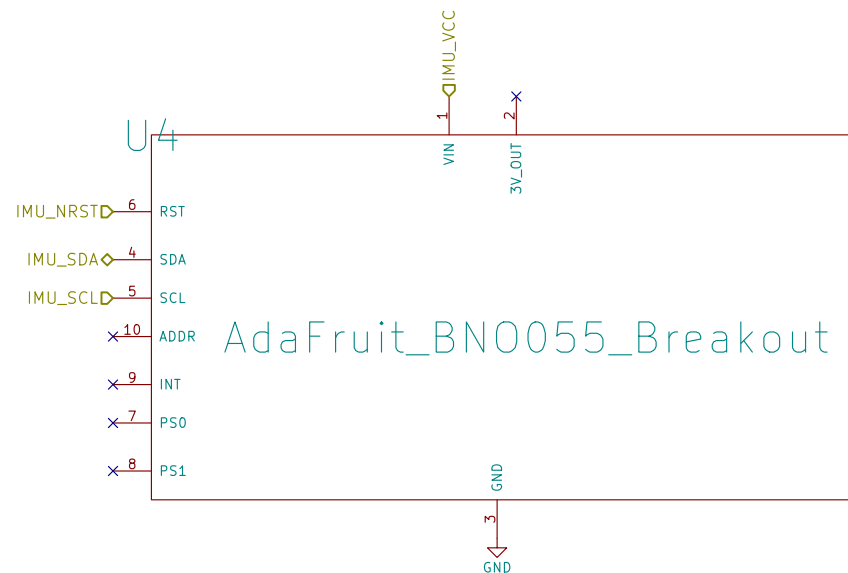 IMU_VCC
1
2
U4
VIN
3V_OUT
IMU_NRST 6 RST
IMU_SDA 4 SDA
IMU_SCL 5 SCL
10 ADDR
AdaFruit_BNO055_Breakout
9 INT
7 PS0
8 PS1
GND
3
GND